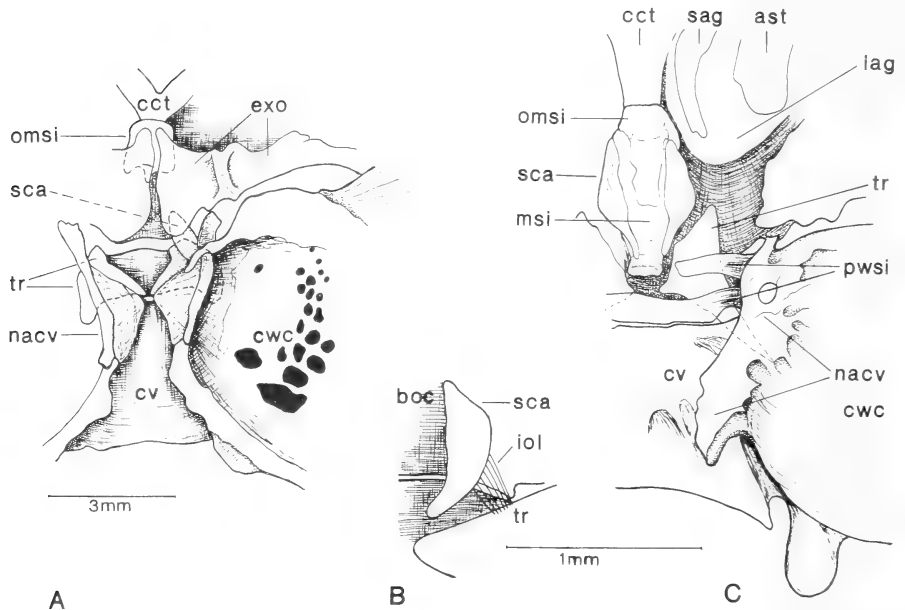 cct
exo
omsi
sca
tr
nacv
cwc
cv
3mm
A
boc
sca
iol
tr
1mm
B
cct
sag
ast
iag
omsi
sca
tr
msi
pwsi
cv
nacv
cwc
C